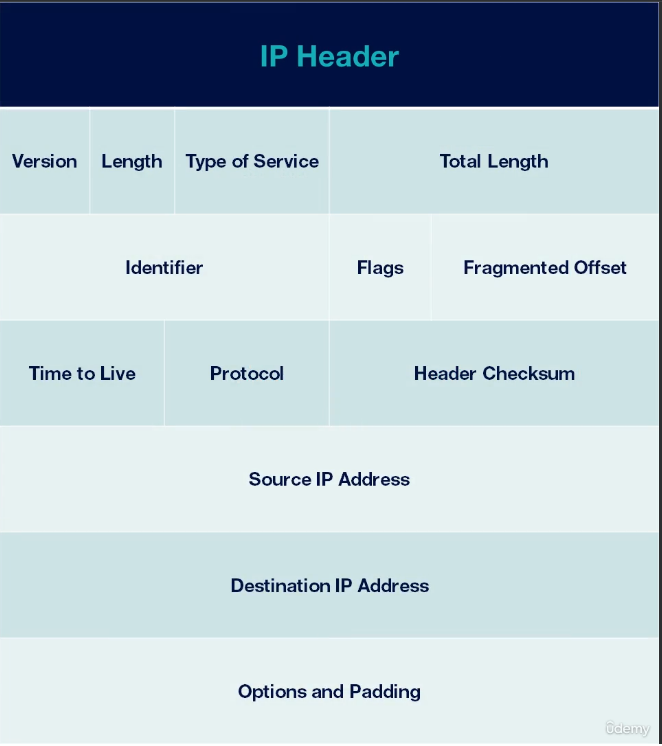 IP Header
Version Length Type of Service Total Length
Identifier Flags Fragmented Offset
Time to Live Protocol Header Checksum
Source IP Address
Destination IP Address
Options and Padding
ûdemy